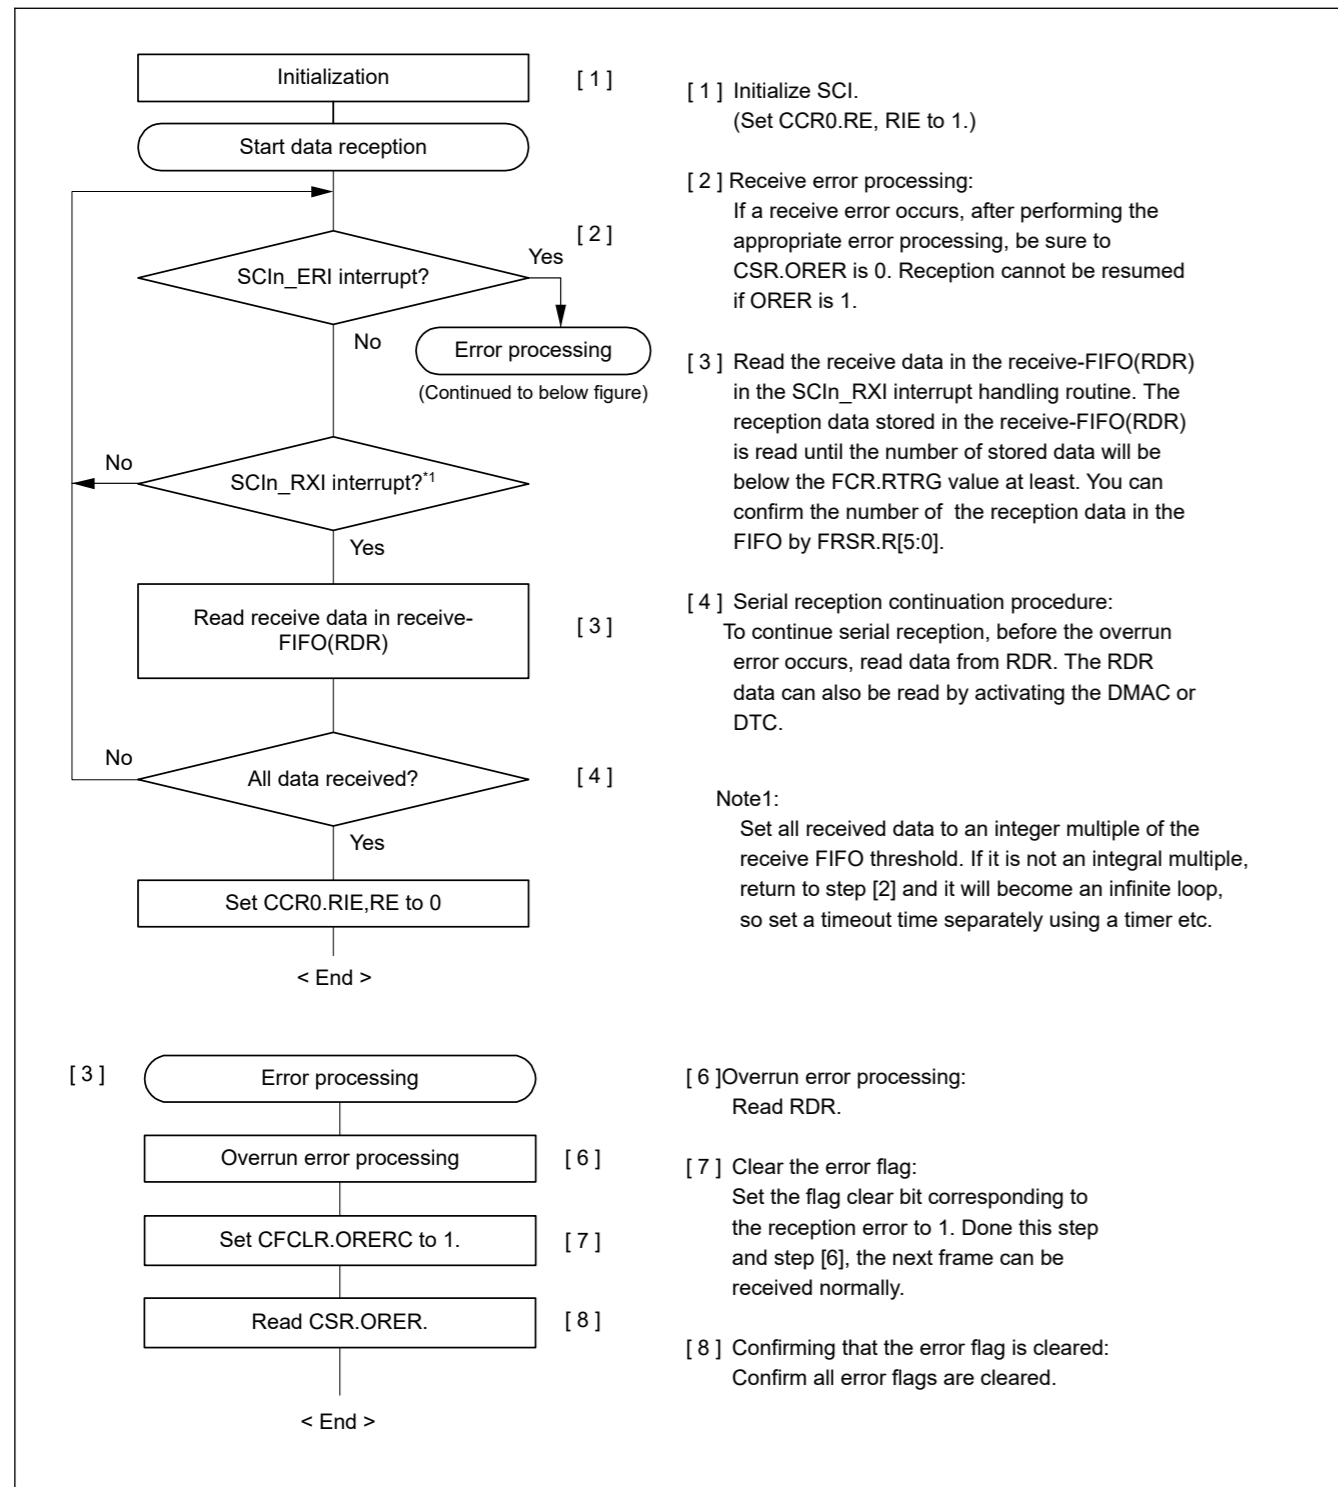 Initialization
[ 1 ]
Start data reception
[ 2 ]
SCIn_ERI interrupt?
Yes
No
Error processing
(Continued to below figure)
No
SCIn_RXI interrupt?*1
Yes
Read receive data in receive-
FIFO(RDR)
[ 3 ]
No
All data received?
[ 4 ]
Yes
Set CCR0.RIE,RE to 0
< End >
[ 1 ] Initialize SCI.
(Set CCR0.RE, RIE to 1.)
[ 2 ] Receive error processing:
If a receive error occurs, after performing the
appropriate error processing, be sure to
CSR.ORER is 0. Reception cannot be resumed
if ORER is 1.
[ 3 ] Read the receive data in the receive-FIFO(RDR)
in the SCIn_RXI interrupt handling routine. The
reception data stored in the receive-FIFO(RDR)
is read until the number of stored data will be
below the FCR.RTRG value at least. You can
confirm the number of the reception data in the
FIFO by FRSR.R[5:0].
[ 4 ] Serial reception continuation procedure:
To continue serial reception, before the overrun
error occurs, read data from RDR. The RDR
data can also be read by activating the DMAC or
DTC.
Note1:
Set all received data to an integer multiple of the
receive FIFO threshold. If it is not an integral multiple,
return to step [2] and it will become an infinite loop,
so set a timeout time separately using a timer etc.
[ 3 ]
Error processing
Overrun error processing
[ 6 ]
Set CFCLR.ORERC to 1.
[ 7 ]
Read CSR.ORER.
[ 8 ]
< End >
[ 6 ]Overrun error processing:
Read RDR.
[ 7 ] Clear the error flag:
Set the flag clear bit corresponding to
the reception error to 1. Done this step
and step [6], the next frame can be
received normally.
[ 8 ] Confirming that the error flag is cleared:
Confirm all error flags are cleared.